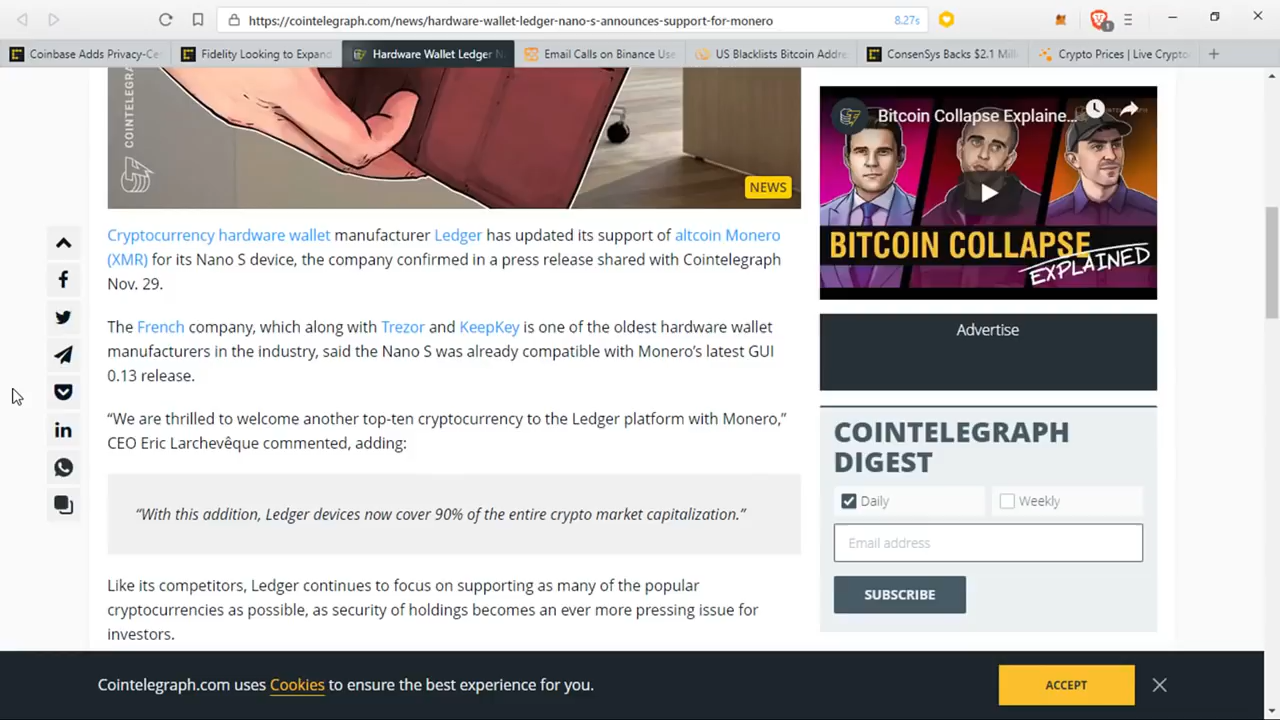 https://cointelegraph.com/news/hardware-wallet-ledger-nano-s-announces-support-for-monero
8.27s
1
Coinbase Adds Privacy-Ce
Fidelity Looking to Expand
Hardware Wallet Ledger N
Email Calls on Binance Use
US Blacklists Bitcoin Addre
ConsenSys Backs $2.1 Mill
Crypto Prices | Live Crypto
COINTELEGRA
NEWS
Cryptocurrency hardware wallet manufacturer Ledger has updated its support of altcoin Monero
(XMR) for its Nano S device, the company confirmed in a press release shared with Cointelegraph
Nov. 29.
The French company, which along with Trezor and KeepKey is one of the oldest hardware wallet
manufacturers in the industry, said the Nano S was already compatible with Monero’s latest GUI
0.13 release.
“We are thrilled to welcome another top-ten cryptocurrency to the Ledger platform with Monero,”
CEO Eric Larchevêque commented, adding:
“With this addition, Ledger devices now cover 90% of the entire crypto market capitalization.”
Like its competitors, Ledger continues to focus on supporting as many of the popular
cryptocurrencies as possible, as security of holdings becomes an ever more pressing issue for
investors.
Bitcoin Collapse Explaine...
BITCOIN COLLAPSE
EXPLAINED
Advertise
COINTELEGRAPH
DIGEST
Daily
Weekly
Email address
SUBSCRIBE
Cointelegraph.com uses Cookies to ensure the best experience for you.
ACCEPT